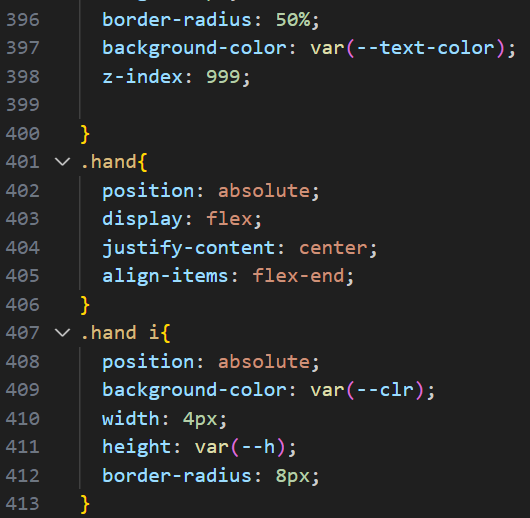 396 border-radius: 50%;
397 background-color: var(--text-color);
398 z-index: 999;
399
400 }
401 .hand{
402 position: absolute;
403 display: flex;
404 justify-content: center;
405 align-items: flex-end;
406 }
407 .hand i{
408 position: absolute;
409 background-color: var(--clr);
410 width: 4px;
411 height: var(--h);
412 border-radius: 8px;
413 }